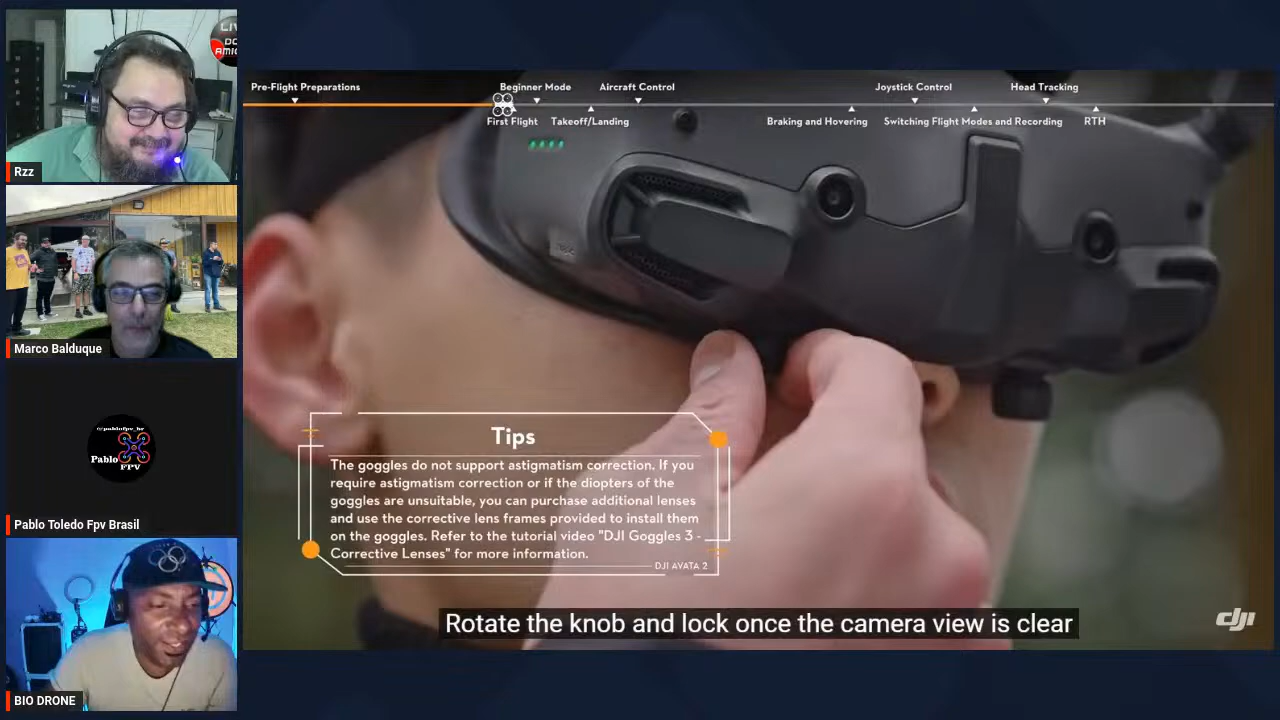 LIV
DO
AMIG
Rzz
Marco Balduque
@pablofpv_br
Pablo
FPV
Pablo Toledo Fpv Brasil
BIO DRONE
Pre-Flight Preparations
Beginner Mode
Aircraft Control
Joystick Control
Head Tracking
First Flight
Takeoff/Landing
Braking and Hovering
Switching Flight Modes and Recording
RTH
Tips
The goggles do not support astigmatism correction. If you
require astigmatism correction or if the diopters of the
goggles are unsuitable, you can purchase additional lenses
and use the corrective lens frames provided to install them
on the goggles. Refer to the tutorial video "DJI Goggles 3 -
Corrective Lenses" for more information.
DJI AVATA 2
Rotate the knob and lock once the camera view is clear
dji